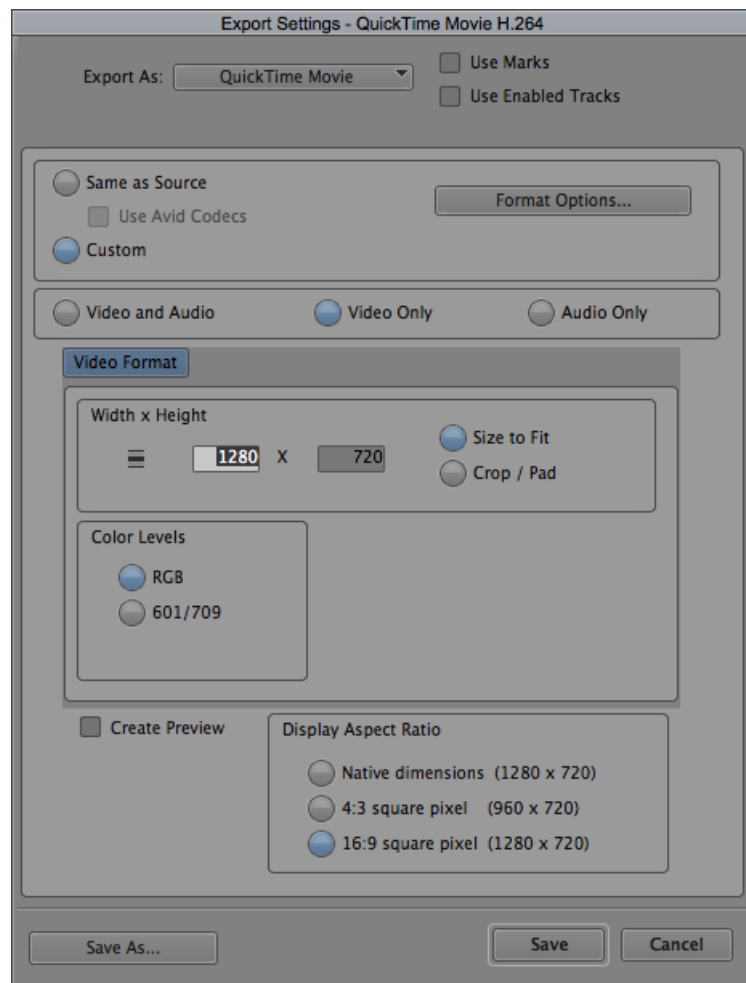 Export Settings - QuickTime Movie H.264
Export As: QuickTime Movie
Use Marks
Use Enabled Tracks
Same as Source
Use Avid Codecs
Format Options...
Custom
Video and Audio
Video Only
Audio Only
Video Format
Width x Height
1280 X 720
Size to Fit
Crop / Pad
Color Levels
RGB
601/709
Create Preview
Display Aspect Ratio
Native dimensions (1280 x 720)
4:3 square pixel (960 x 720)
16:9 square pixel (1280 x 720)
Save As...
Save
Cancel